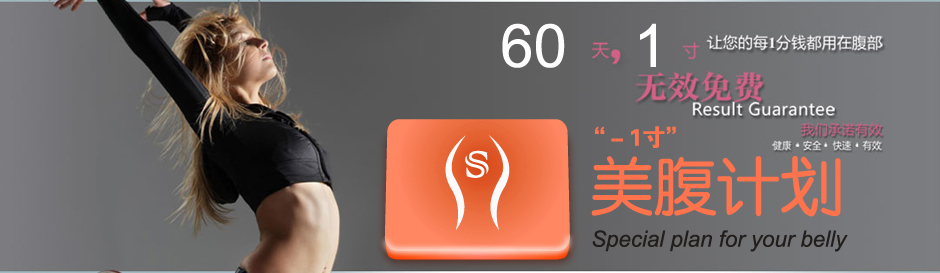 60 天, 1 寸 让您的每1分钱都用在腹部
无效免费
Result Guarantee
我们承诺有效
健康·安全·快速·有效
S
“－1寸”
美腹计划
Special plan for your belly